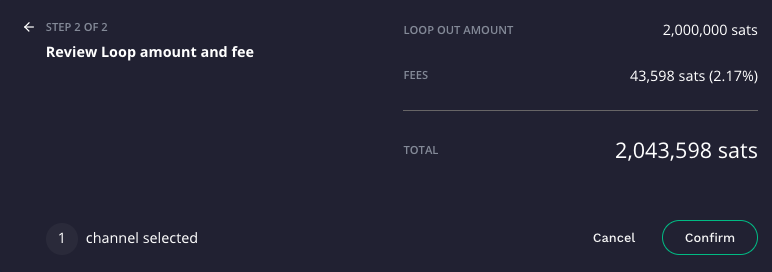 STEP 2 OF 2
Review Loop amount and fee
LOOP OUT AMOUNT 2,000,000 sats
FEES 43,598 sats (2.17%)
TOTAL 2,043,598 sats
1 channel selected
Cancel Confirm